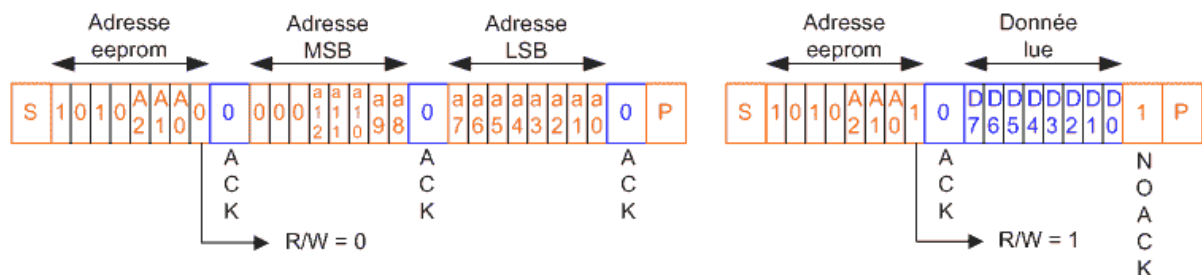 Adresse eeprom
Adresse MSB
Adresse LSB
Adresse eeprom
Donnée lue
S 1 0 1 0 A2 A1 A0 0 0 0 0 0 a12 a11 a10 a9 a8 0 a7 a6 a5 a4 a3 a2 a1 a0 0 P
S 1 0 1 0 A2 A1 A0 1 0 D7 D6 D5 D4 D3 D2 D1 D0 1 P
ACK
ACK
ACK
ACK
NOACK
R/W = 0
R/W = 1